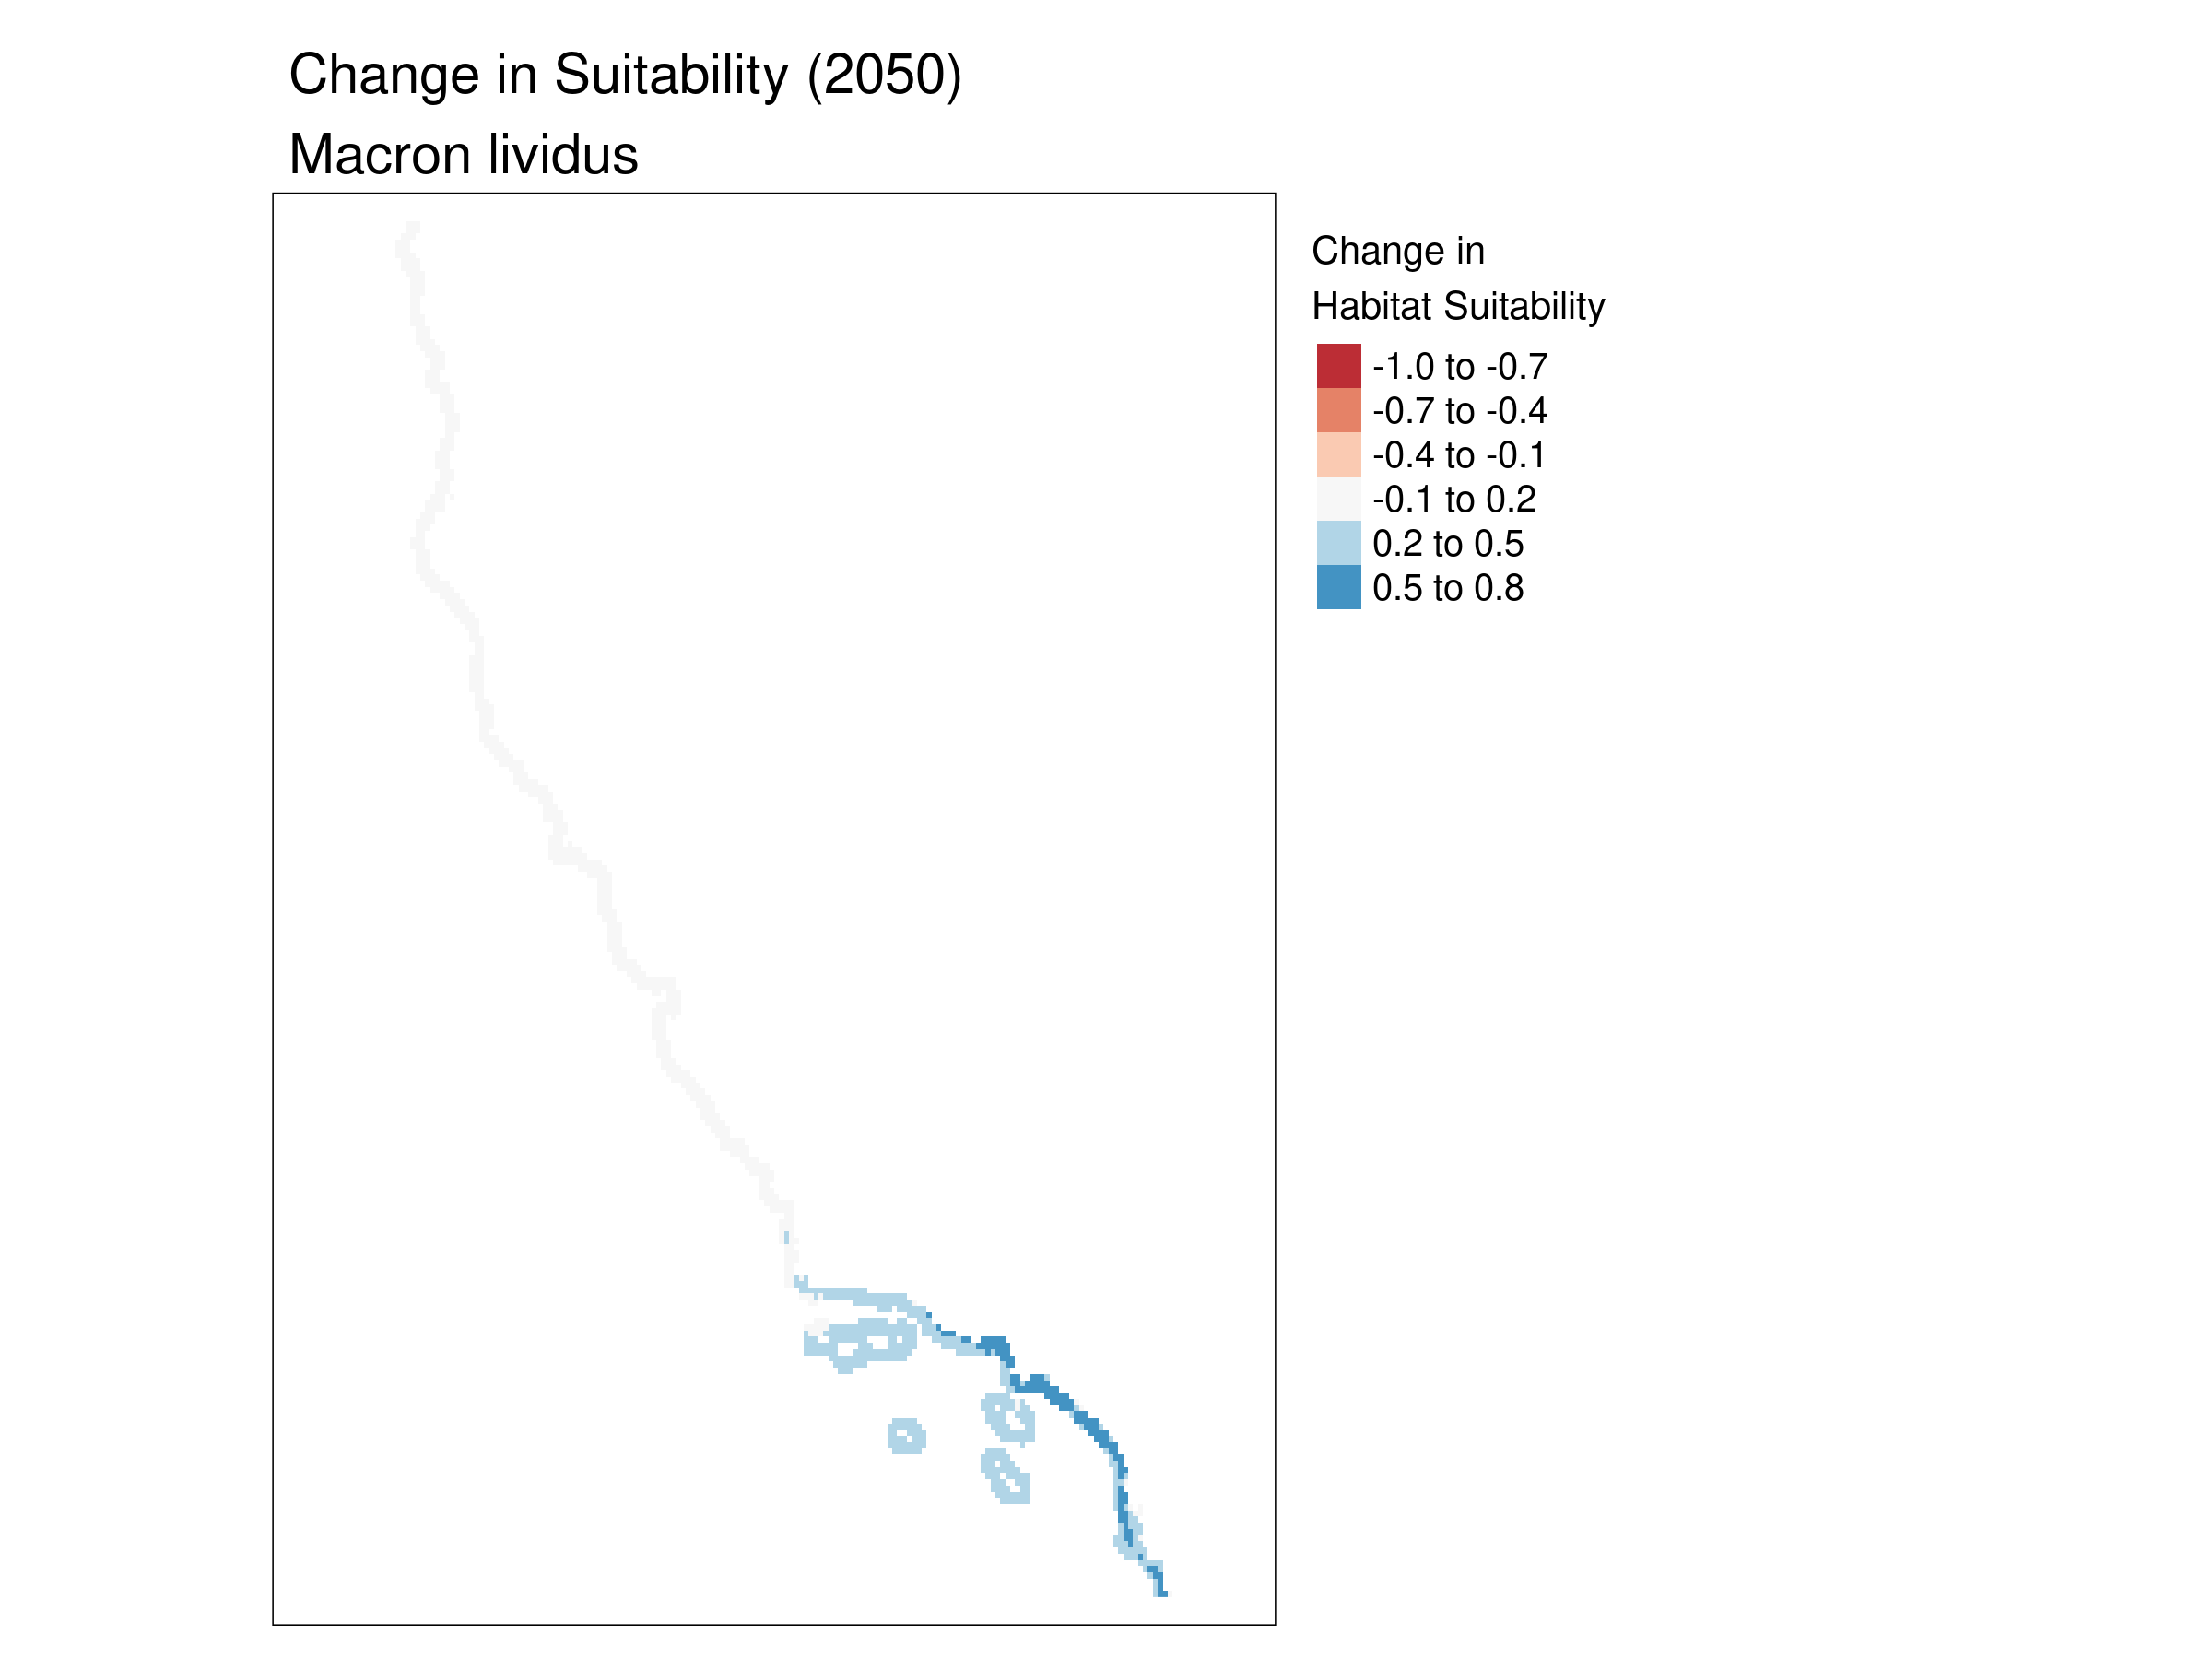 Change in Suitability (2050)
Macron lividus
Change in
Habitat Suitability
-1.0 to -0.7
-0.7 to -0.4
-0.4 to -0.1
-0.1 to 0.2
0.2 to 0.5
0.5 to 0.8